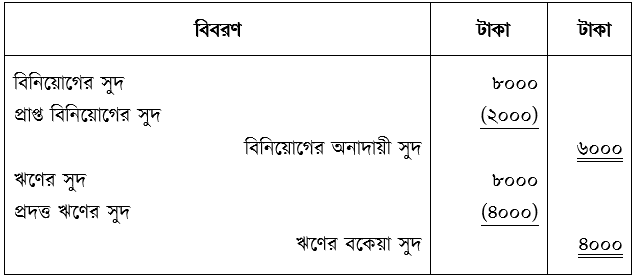 বিবরণ টাকা টাকা
বিনিয়োগের সুদ ৮০০০
প্রাপ্ত বিনিয়োগের সুদ (২০০০)
বিনিয়োগের অনাদায়ী সুদ ৬০০০
ঋণের সুদ ৮০০০
প্রদত্ত ঋণের সুদ (৪০০০)
ঋণের বকেয়া সুদ ৪০০০